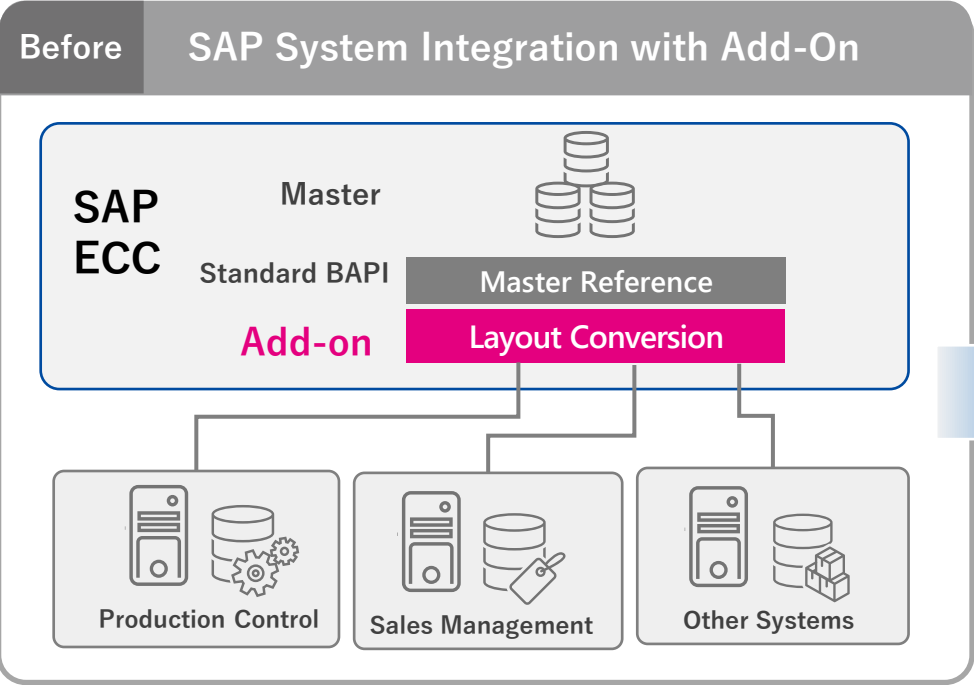 Before
SAP System Integration with Add-On
SAP
ECC
Master
Standard BAPI
Master Reference
Add-on
Layout Conversion
Production Control
Sales Management
Other Systems